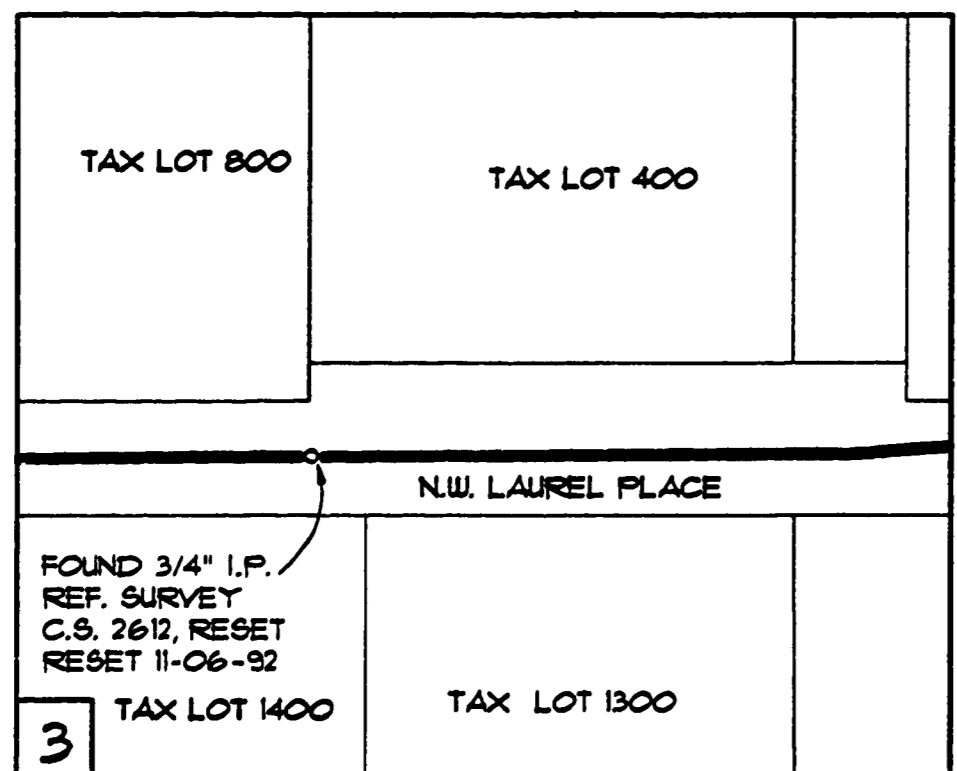 TAX LOT 800
TAX LOT 400
N.W. LAUREL PLACE
FOUND 3/4" I.P.
REF. SURVEY
C.S. 2612, RESET
RESET 11-06-92
TAX LOT 1400
TAX LOT 1300
3